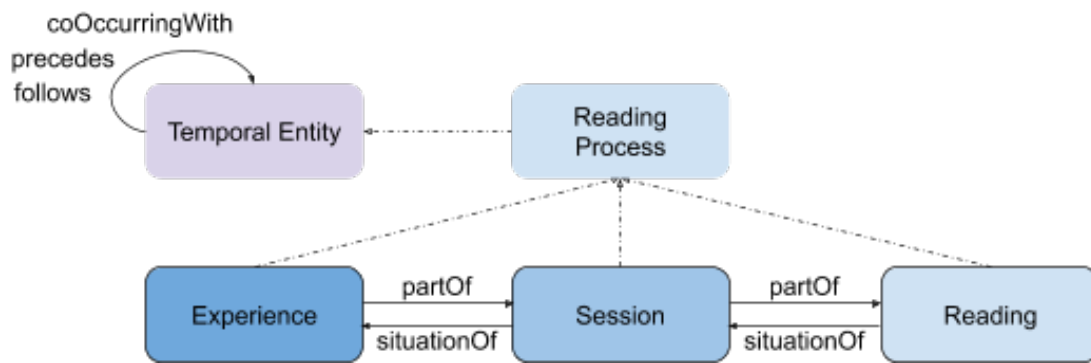 coOccurringWith
precedes
follows
Temporal Entity
Reading
Process
Experience
partOf
situationOf
Session
partOf
situationOf
Reading